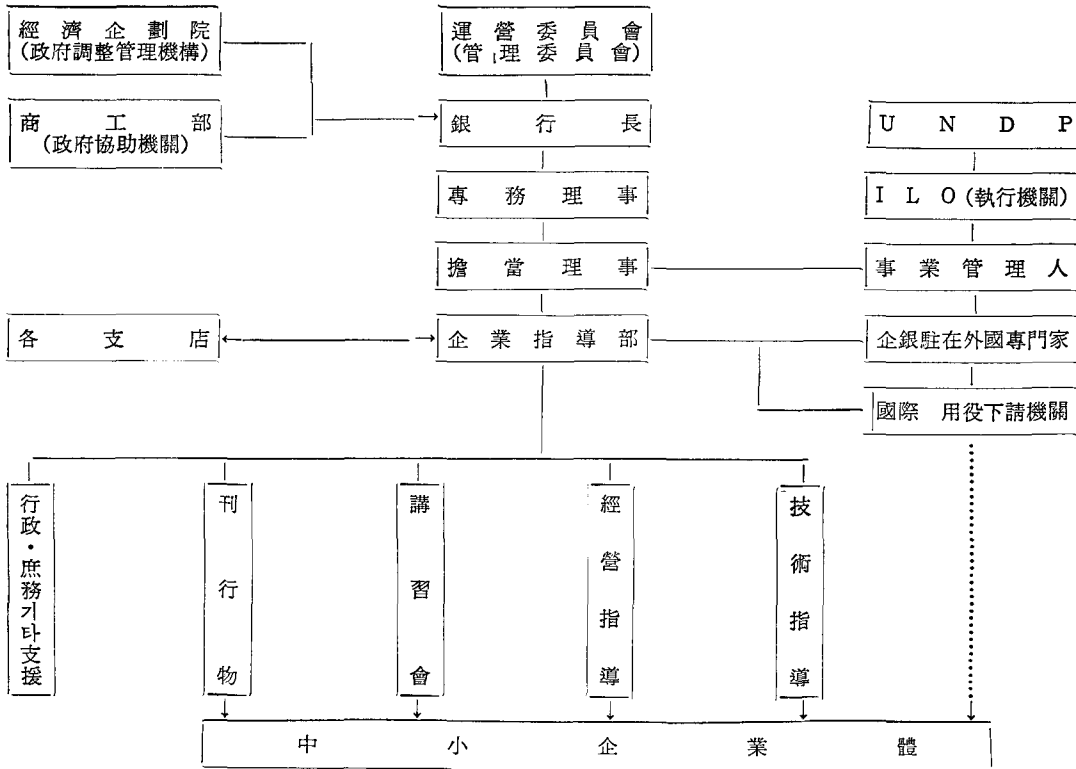 經濟企劃院
(政府調整管理機構)
運營委員會
(管理委員會)
商工部
(政府協助機關)
銀行長
UNDP
專務理事
ILO(執行機關)
擔當理事
事業管理人
各支店
企業指導部
企銀駐在外國專門家
國際 用役下請機關
行政·庶務기타支援
刊行物
講習會
經營指導
技術指導
中小企業體